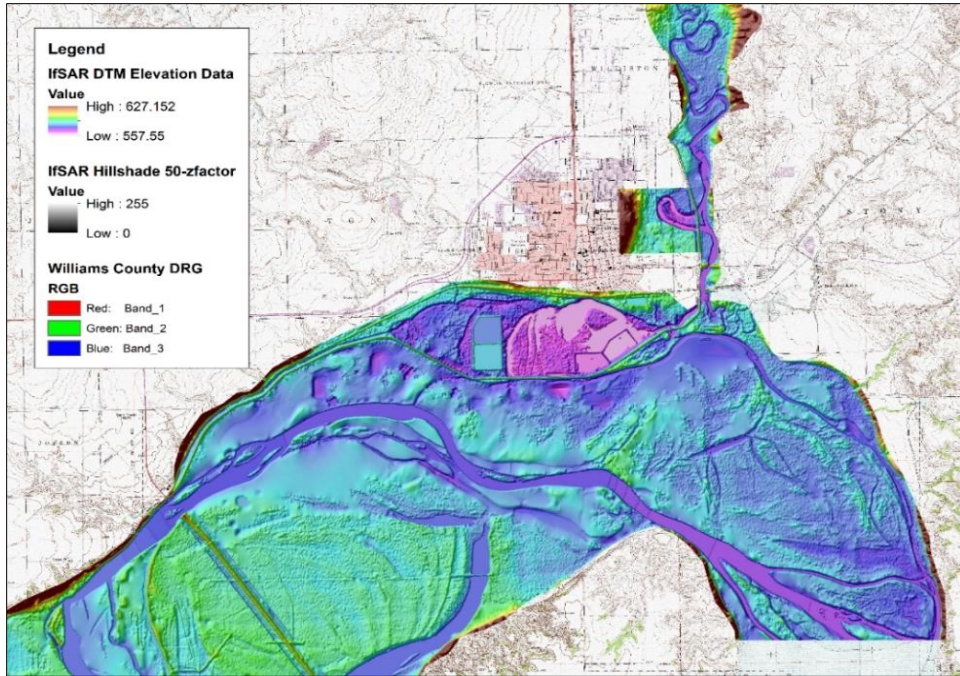 Legend
IfSAR DTM Elevation Data
Value
High : 627.152
Low : 557.55
IfSAR Hillshade 50-zfactor
Value
High : 255
Low : 0
Williams County DRG
RGB
Red: Band_1
Green: Band_2
Blue: Band_3
WILLISTON
STONY